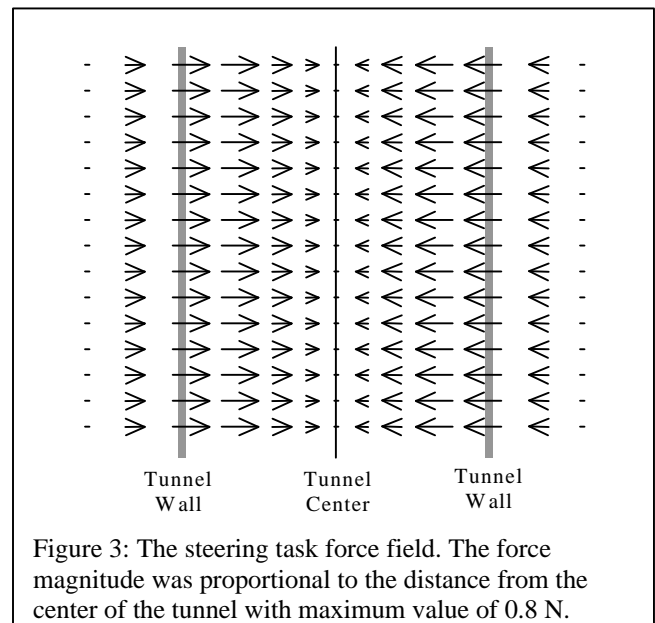 Tunnel Wall
Tunnel Center
Tunnel Wall
Figure 3: The steering task force field. The force
magnitude was proportional to the distance from the
center of the tunnel with maximum value of 0.8 N.